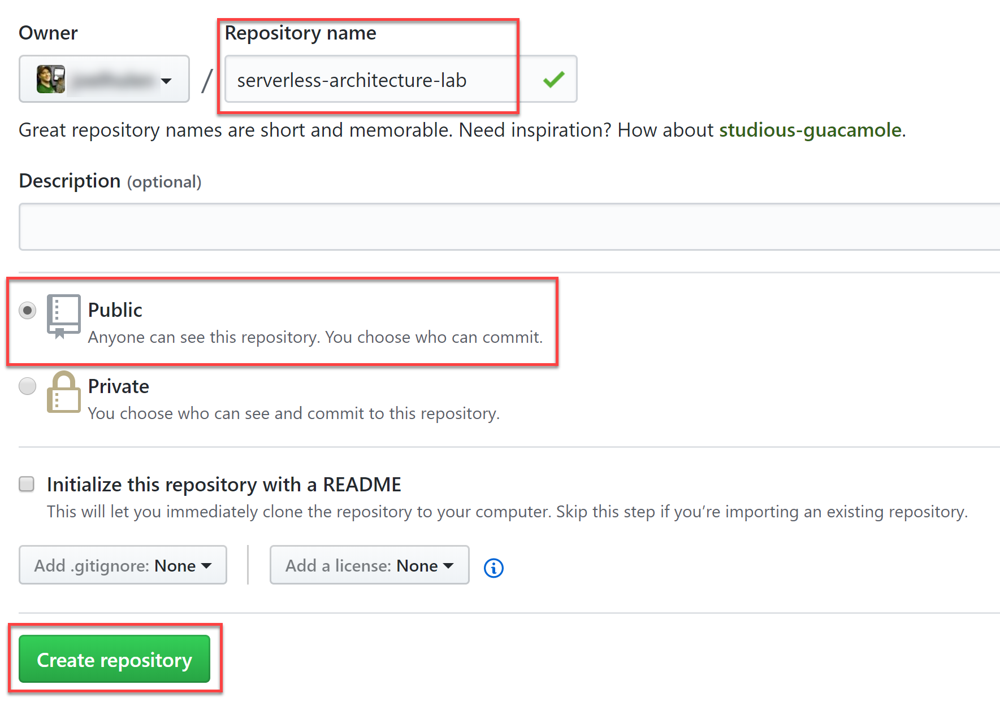 Owner
Repository name
/
serverless-architecture-lab
Great repository names are short and memorable. Need inspiration? How about studious-guacamole.
Description (optional)
Public
Anyone can see this repository. You choose who can commit.
Private
You choose who can see and commit to this repository.
Initialize this repository with a README
This will let you immediately clone the repository to your computer. Skip this step if you’re importing an existing repository.
Add .gitignore: None
Add a license: None
Create repository